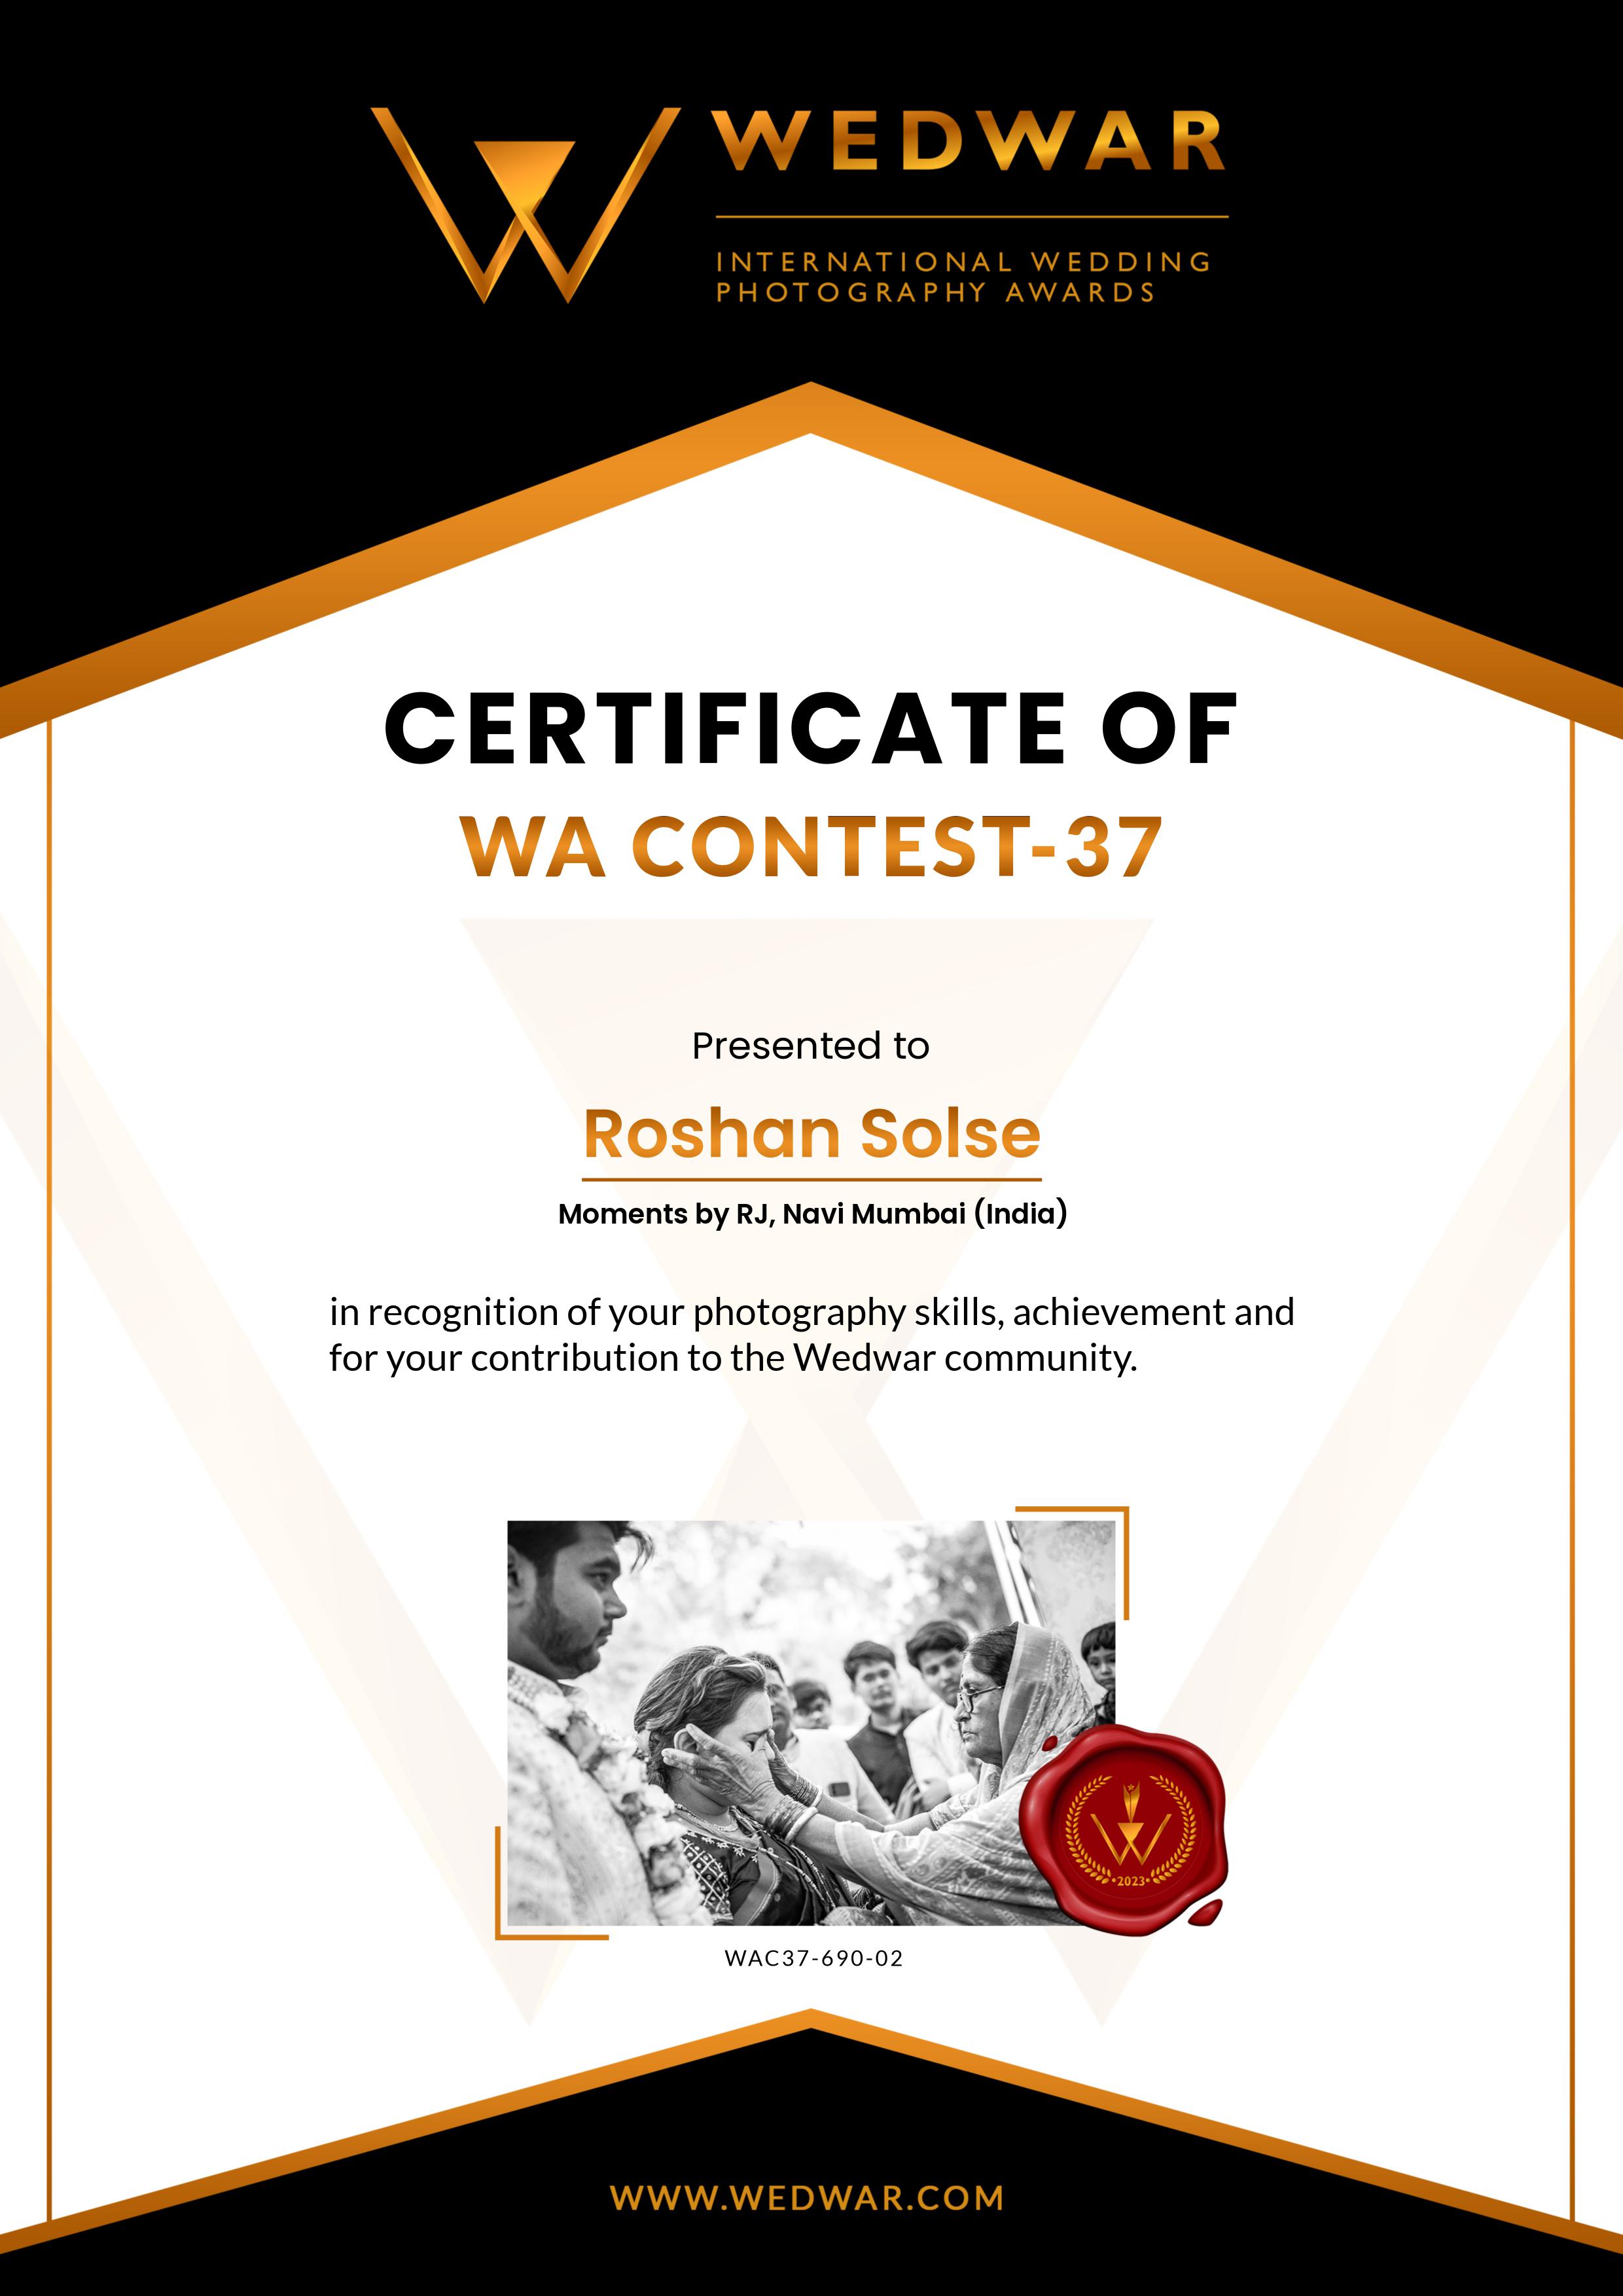 WEDWAR
INTERNATIONAL WEDDING
PHOTOGRAPHY AWARDS
CERTIFICATE OF
WA CONTEST-37
Presented to
Roshan Solse
Moments by RJ, Navi Mumbai (India)
in recognition of your photography skills, achievement and
for your contribution to the Wedwar community.
•2023•
WAC37-690-02
WWW.WEDWAR.COM